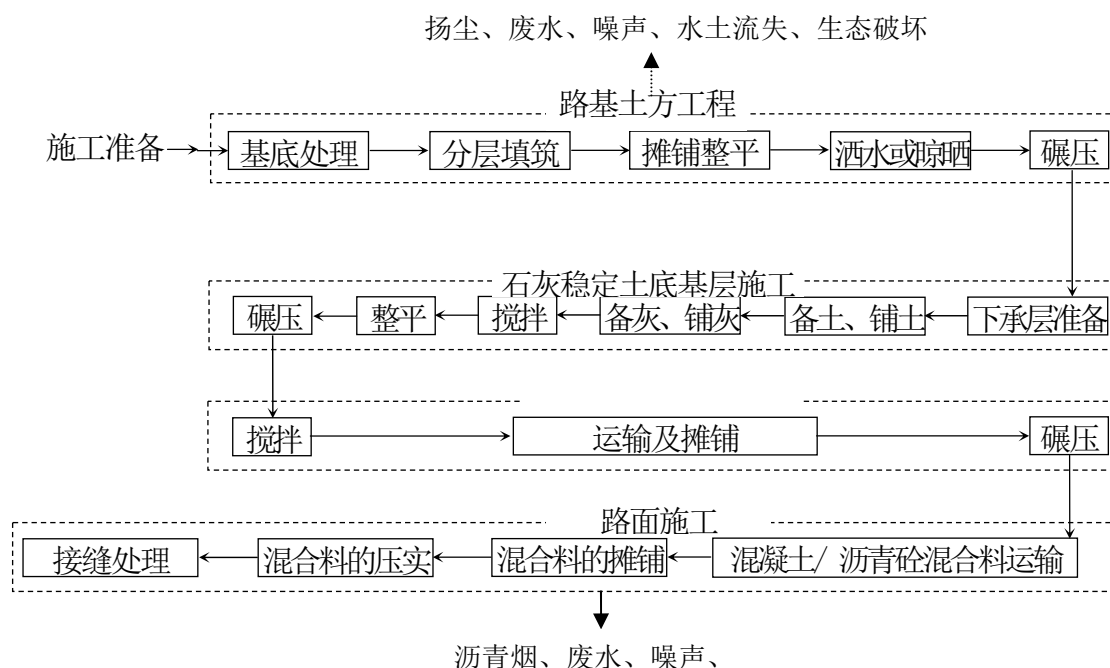 扬尘、废水、噪声、水土流失、生态破坏
路基土方工程
施工准备
基底处理
分层填筑
摊铺整平
洒水或晾晒
碾压
石灰稳定土底基层施工
碾压
整平
搅拌
备灰、铺灰
备土、铺土
下承层准备
搅拌
运输及摊铺
碾压
路面施工
接缝处理
混合料的压实
混合料的摊铺
混凝土/ 沥青砼混合料运输
沥青烟、废水、噪声、